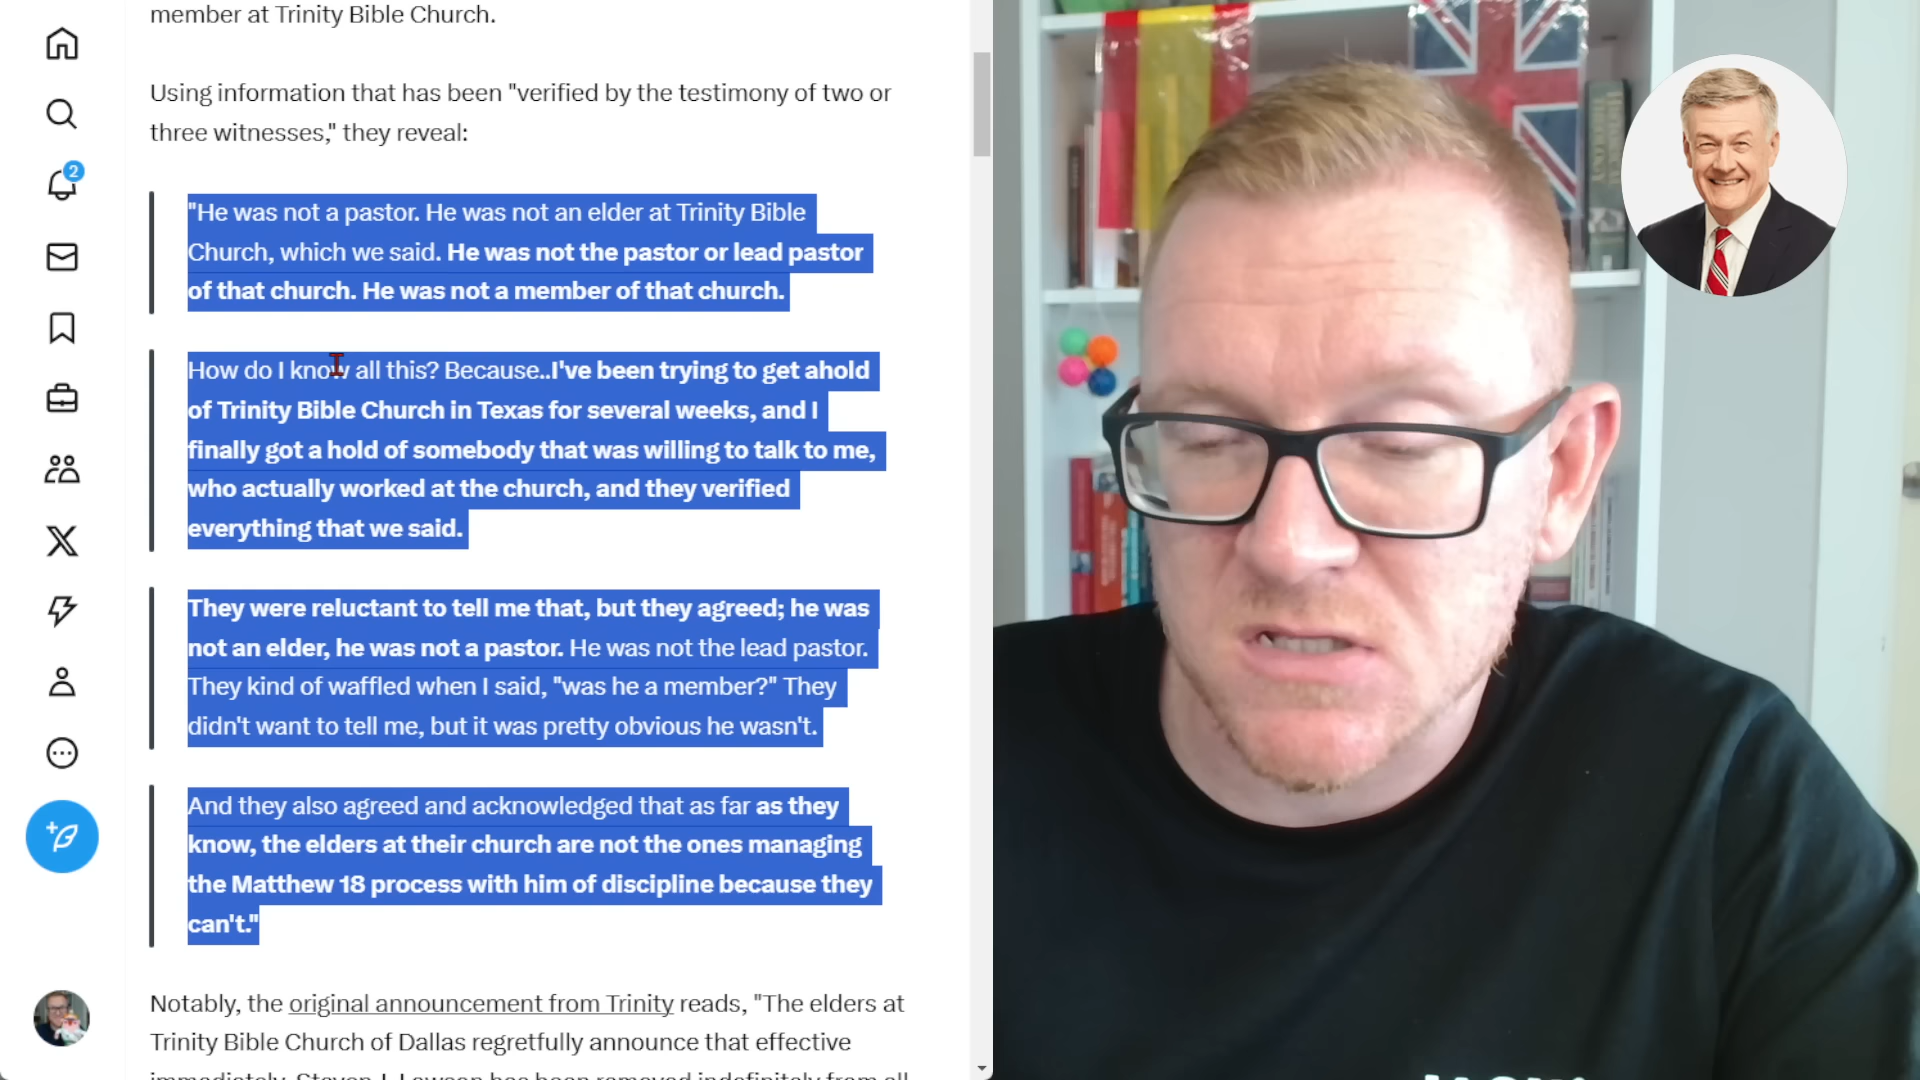 member at Trinity Bible Church.
Using information that has been "verified by the testimony of two or
three witnesses," they reveal:
"He was not a pastor. He was not an elder at Trinity Bible
Church, which we said. He was not the pastor or lead pastor
of that church. He was not a member of that church.
How do I know all this? Because..I've been trying to get ahold
of Trinity Bible Church in Texas for several weeks, and I
finally got a hold of somebody that was willing to talk to me,
who actually worked at the church, and they verified
everything that we said.
They were reluctant to tell me that, but they agreed; he was
not an elder, he was not a pastor. He was not the lead pastor.
They kind of waffled when I said, "was he a member?" They
didn't want to tell me, but it was pretty obvious he wasn't.
And they also agreed and acknowledged that as far as they
know, the elders at their church are not the ones managing
the Matthew 18 process with him of discipline because they
can't."
Notably, the original announcement from Trinity reads, "The elders at
Trinity Bible Church of Dallas regretfully announce that effective
immediately, Steven J. Lawson has been removed indefinitely from all
2